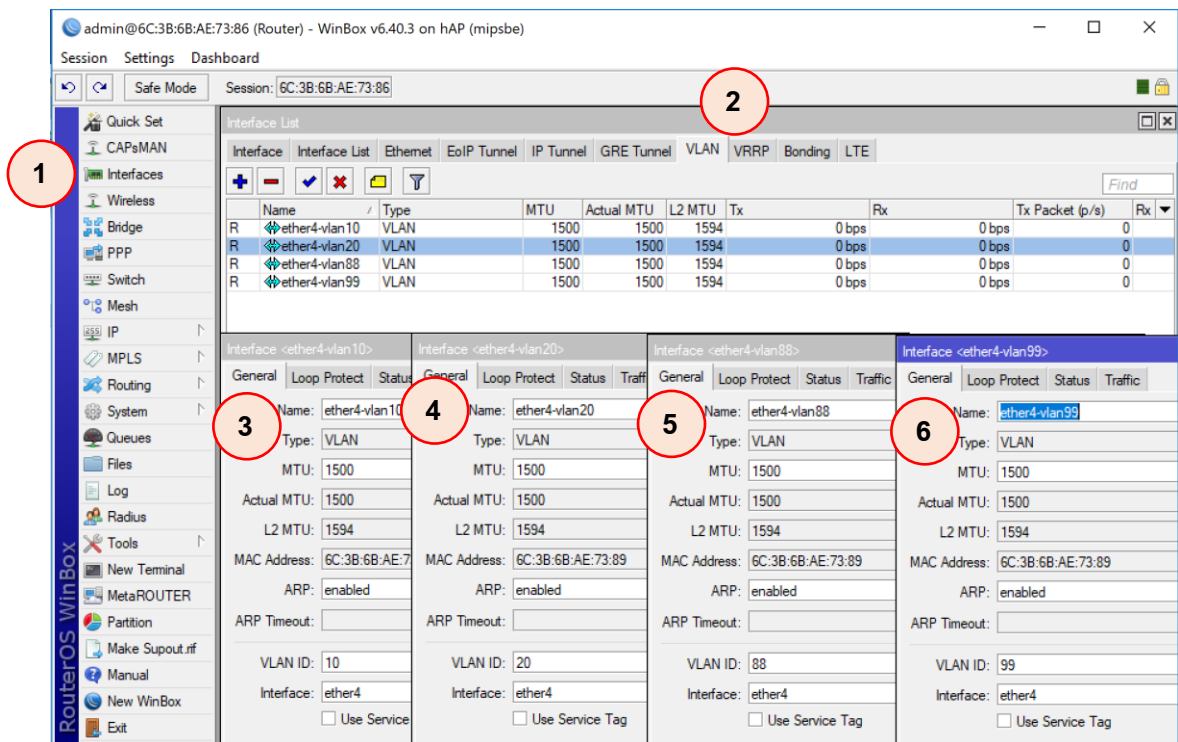 admin@6C:3B:6B:AE:73:86 (Router) - WinBox v6.40.3 on hAP (mipsbe)
Session Settings Dashboard
Safe Mode Session: 6C:3B:6B:AE:73:86
2
1
Quick Set
CAPsMAN
Interfaces
Wireless
Bridge
PPP
Switch
Mesh
IP
MPLS
Routing
System
Queues
Files
Log
Radius
Tools
New Terminal
MetaROUTER
Partition
Make Supout.rif
Manual
New WinBox
Exit
RouterOS WinBox
Interface List
Interface Interface List Ethernet EoIP Tunnel IP Tunnel GRE Tunnel VLAN VRRP Bonding LTE
Find
Name / Type MTU Actual MTU L2 MTU Tx Rx Tx Packet (p/s) Rx
R ether4-vlan10 VLAN 1500 1500 1594 0 bps 0 bps 0
R ether4-vlan20 VLAN 1500 1500 1594 0 bps 0 bps 0
R ether4-vlan88 VLAN 1500 1500 1594 0 bps 0 bps 0
R ether4-vlan99 VLAN 1500 1500 1594 0 bps 0 bps 0
Interface <ether4-vlan10>
General Loop Protect Status
3
Name: ether4-vlan10
Type: VLAN
MTU: 1500
Actual MTU: 1500
L2 MTU: 1594
MAC Address: 6C:3B:6B:AE:7
ARP: enabled
ARP Timeout:
VLAN ID: 10
Interface: ether4
Use Service
Interface <ether4-vlan20>
General Loop Protect Status Traff
4
Name: ether4-vlan20
Type: VLAN
MTU: 1500
Actual MTU: 1500
L2 MTU: 1594
MAC Address: 6C:3B:6B:AE:73:89
ARP: enabled
ARP Timeout:
VLAN ID: 20
Interface: ether4
Use Service Tag
Interface <ether4-vlan88>
General Loop Protect Status Traffic
5
Name: ether4-vlan88
Type: VLAN
MTU: 1500
Actual MTU: 1500
L2 MTU: 1594
MAC Address: 6C:3B:6B:AE:73:89
ARP: enabled
ARP Timeout:
VLAN ID: 88
Interface: ether4
Use Service Tag
Interface <ether4-vlan99>
General Loop Protect Status Traffic
6
Name: ether4-vlan99
Type: VLAN
MTU: 1500
Actual MTU: 1500
L2 MTU: 1594
MAC Address: 6C:3B:6B:AE:73:89
ARP: enabled
ARP Timeout:
VLAN ID: 99
Interface: ether4
Use Service Tag